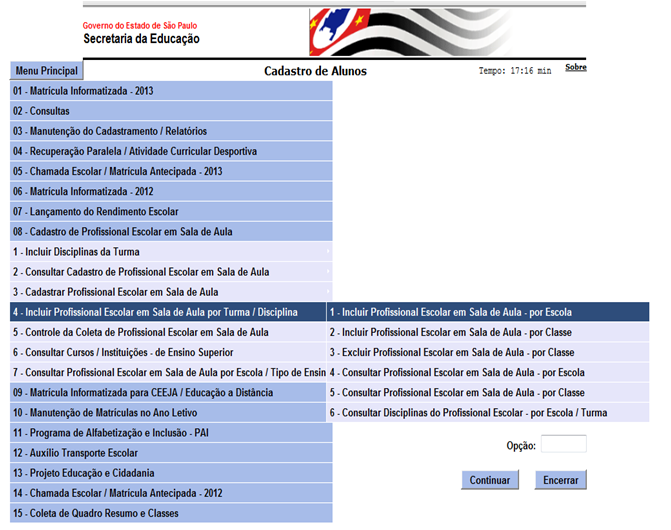 Governo do Estado de São Paulo
Secretaria da Educação
Menu Principal
Cadastro de Alunos
Tempo: 17:16 min
Sobre
01 - Matrícula Informatizada - 2013
02 - Consultas
03 - Manutenção do Cadastramento / Relatórios
04 - Recuperação Paralela / Atividade Curricular Desportiva
05 - Chamada Escolar / Matrícula Antecipada - 2013
06 - Matrícula Informatizada - 2012
07 - Lançamento do Rendimento Escolar
08 - Cadastro de Profissional Escolar em Sala de Aula
1 - Incluir Disciplinas da Turma
2 - Consultar Cadastro de Profissional Escolar em Sala de Aula
3 - Cadastrar Profissional Escolar em Sala de Aula
4 - Incluir Profissional Escolar em Sala de Aula por Turma / Disciplina
1 - Incluir Profissional Escolar em Sala de Aula - por Escola
5 - Controle da Coleta de Profissional Escolar em Sala de Aula
2 - Incluir Profissional Escolar em Sala de Aula - por Classe
6 - Consultar Cursos / Instituições - de Ensino Superior
3 - Excluir Profissional Escolar em Sala de Aula - por Classe
7 - Consultar Profissional Escolar em Sala de Aula por Escola / Tipo de Ensin
4 - Consultar Profissional Escolar em Sala de Aula - por Escola
09 - Matrícula Informatizada para CEEJA / Educação a Distância
5 - Consultar Profissional Escolar em Sala de Aula - por Classe
10 - Manutenção de Matrículas no Ano Letivo
6 - Consultar Disciplinas do Profissional Escolar - por Escola / Turma
11 - Programa de Alfabetização e Inclusão - PAI
12 - Auxílio Transporte Escolar
Opção:
13 - Projeto Educação e Cidadania
Continuar
Encerrar
14 - Chamada Escolar / Matrícula Antecipada - 2012
15 - Coleta de Quadro Resumo e Classes